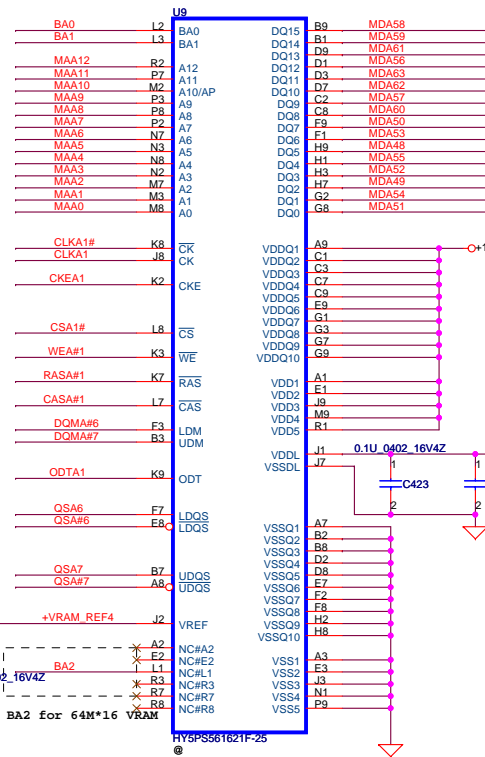 U9
BA0 L2 BA0 DQ15 B9 MDA58
BA1 L3 BA1 DQ14 B1 MDA59
DQ13 D9 MDA61
MAA12 R2 A12 DQ12 D1 MDA56
MAA11 P7 A11 DQ11 D3 MDA63
MAA10 M2 A10/AP DQ10 D7 MDA62
MAA9 P3 A9 DQ9 C2 MDA57
MAA8 P8 A8 DQ8 C8 MDA60
MAA7 P2 A7 DQ7 F9 MDA50
MAA6 N7 A6 DQ6 F1 MDA53
MAA5 N3 A5 DQ5 H9 MDA48
MAA4 N8 A4 DQ4 H1 MDA55
MAA3 N2 A3 DQ3 H3 MDA52
MAA2 M7 A2 DQ2 H7 MDA49
MAA1 M3 A1 DQ1 G2 MDA54
MAA0 M8 A0 DQ0 G8 MDA51
CLKA1# K8 CK VDDQ1 A9 +1
CLKA1 J8 CK VDDQ2 C1
VDDQ3 C3
CKEA1 K2 CKE VDDQ4 C7
VDDQ5 C9
VDDQ6 E9
VDDQ7 G1
CSA1# L8 CS VDDQ8 G3
VDDQ9 G7
WEA#1 K3 WE VDDQ10 G9
RASA#1 K7 RAS VDD1 A1
VDD2 E1
CASA#1 L7 CAS VDD3 J9
VDD4 M9
DQMA#6 F3 LDM VDD5 R1
DQMA#7 B3 UDM
VDDL J1 0.1U_0402_16V4Z
VSSDL J7
ODTA1 K9 ODT
1 C423 2
1 2
QSA6 F7 LDQS
QSA#6 E8 LDQS VSSQ1 A7
VSSQ2 B2
VSSQ3 B8
VSSQ4 D2
QSA7 B7 UDQS VSSQ5 D8
QSA#7 A8 UDQS VSSQ6 E7
VSSQ7 F2
VSSQ8 F8
+VRAM_REF4 J2 VREF VSSQ9 H2
VSSQ10 H8
A2 NC#A2
E2 NC#E2 VSS1 A3
BA2 L1 NC#L1 VSS2 E3
02_16V4Z R3 NC#R3 VSS3 J3
R7 NC#R7 VSS4 N1
R8 NC#R8 VSS5 P9
BA2 for 64M*16 VRAM
HY5PS561621F-25
@